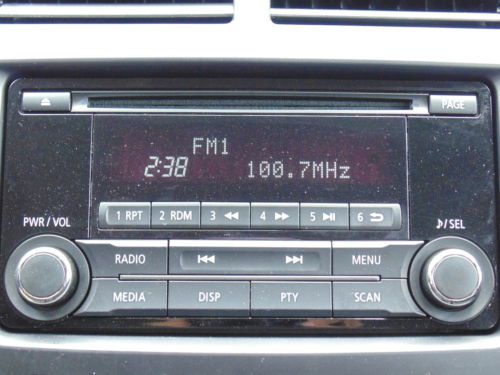 PAGE
FM1
2:38 100.7MHz
1 RPT 2 RDM 3 4 5 6
PWR / VOL
/ SEL
RADIO MENU
MEDIA DISP PTY SCAN